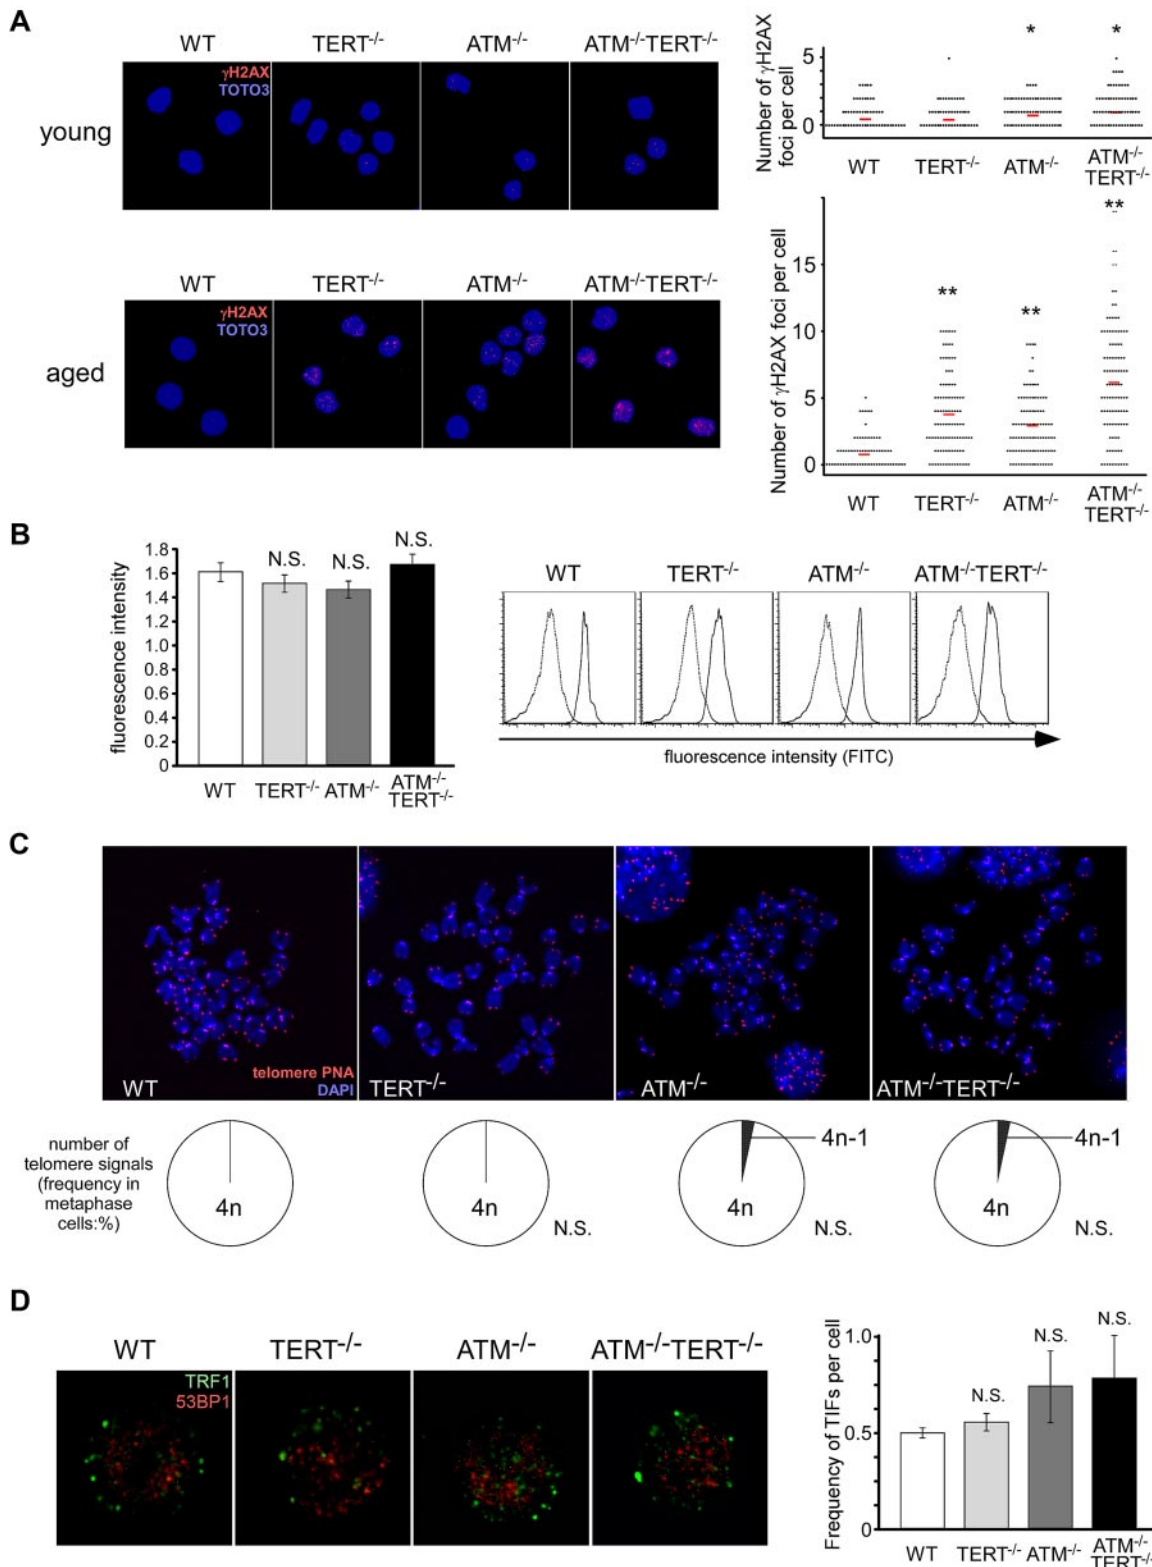 A
WT TERT-/- ATM-/- ATM-/-TERT-/-
γH2AX
TOTO3
young
Number of γH2AX
foci per cell
5
0
* *
WT TERT-/- ATM-/- ATM-/-
TERT-/-
WT TERT-/- ATM-/- ATM-/-TERT-/-
γH2AX
TOTO3
aged
Number of γH2AX foci per cell
15
10
5
0
** ** **
WT TERT-/- ATM-/- ATM-/-
TERT-/-
B
fluorescence intensity
1.8
1.6
1.4
1.2
1.0
0.8
0.6
0.4
0.2
0
N.S. N.S. N.S.
WT TERT-/- ATM-/- ATM-/-
TERT-/-
WT TERT-/- ATM-/- ATM-/-TERT-/-
fluorescence intensity (FITC)
C
telomere PNA
DAPI
WT TERT-/- ATM-/- ATM-/-TERT-/-
number of
telomere signals
(frequency in
metaphase
cells:%)
4n
4n N.S.
4n-1
4n N.S.
4n-1
4n N.S.
D
WT TERT-/- ATM-/- ATM-/-TERT-/-
TRF1
53BP1
Frequency of TIFs per cell
1.0
0.5
0
N.S. N.S. N.S.
WT TERT-/- ATM-/- ATM-/-
TERT-/-